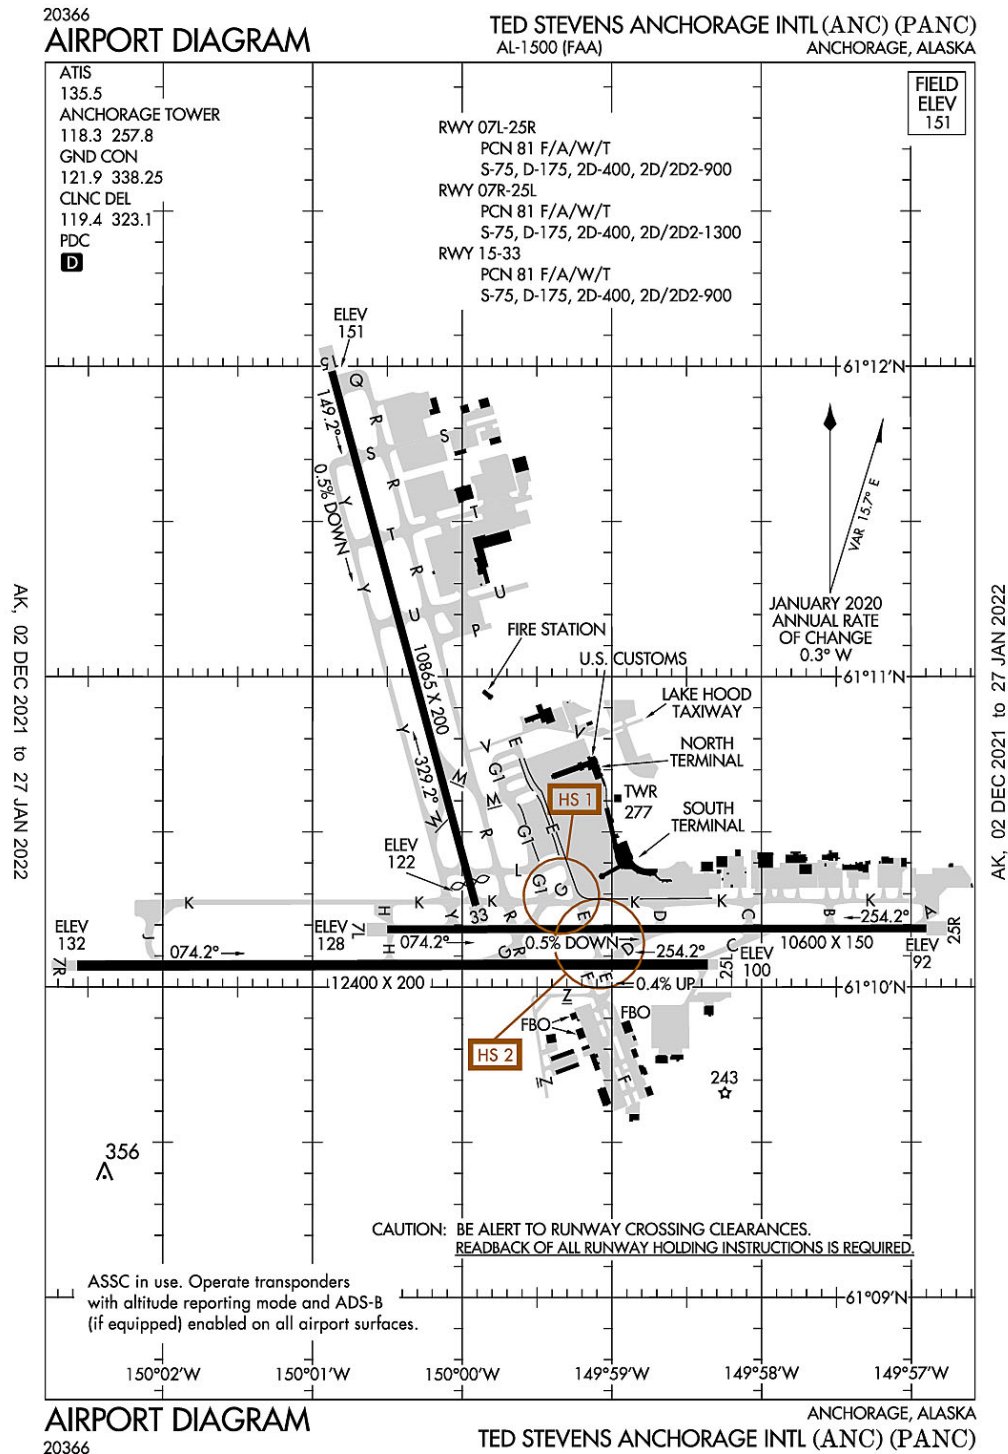 20366
AIRPORT DIAGRAM
TED STEVENS ANCHORAGE INTL (ANC) (PANC)
AL-1500 (FAA)
ANCHORAGE, ALASKA
ATIS
135.5
ANCHORAGE TOWER
118.3 257.8
GND CON
121.9 338.25
CLNC DEL
119.4 323.1
PDC
D
FIELD
ELEV
151
RWY 07L-25R
PCN 81 F/A/W/T
S-75, D-175, 2D-400, 2D/2D2-900
RWY 07R-25L
PCN 81 F/A/W/T
S-75, D-175, 2D-400, 2D/2D2-1300
RWY 15-33
PCN 81 F/A/W/T
S-75, D-175, 2D-400, 2D/2D2-900
ELEV
151
15
61°12'N
Q
149.2°
R
S
S
0.5% DOWN
Y
R
T
T
VAR 15.7° E
Y
R
U
U
P
JANUARY 2020
ANNUAL RATE
OF CHANGE
0.3° W
FIRE STATION
U.S. CUSTOMS
61°11'N
10865 X 200
LAKE HOOD
TAXIWAY
Y
V
E
V
NORTH
TERMINAL
329.2°
M
G1
M
HS 1
TWR
277
SOUTH
TERMINAL
W
R
G1
E
ELEV
122
L
G1
G
K
K
K
K
K
K
H
Y
33
R
E
D
C
B
254.2°
A
ELEV
132
J
ELEV
128
7L
25R
074.2°
074.2°
0.5% DOWN
254.2°
10600 X 150
ELEV
92
H
G
R
D
C
ELEV
100
7R
25L
12400 X 200
F
E
0.4% UP
61°10'N
Z
FBO
FBO
HS 2
Z
F
243
356
CAUTION: BE ALERT TO RUNWAY CROSSING CLEARANCES.
READBACK OF ALL RUNWAY HOLDING INSTRUCTIONS IS REQUIRED.
ASSC in use. Operate transponders
with altitude reporting mode and ADS-B
(if equipped) enabled on all airport surfaces.
61°09'N
150°02'W
150°01'W
150°00'W
149°59'W
149°58'W
149°57'W
AIRPORT DIAGRAM
20366
ANCHORAGE, ALASKA
TED STEVENS ANCHORAGE INTL (ANC) (PANC)
AK, 02 DEC 2021 to 27 JAN 2022
AK, 02 DEC 2021 to 27 JAN 2022